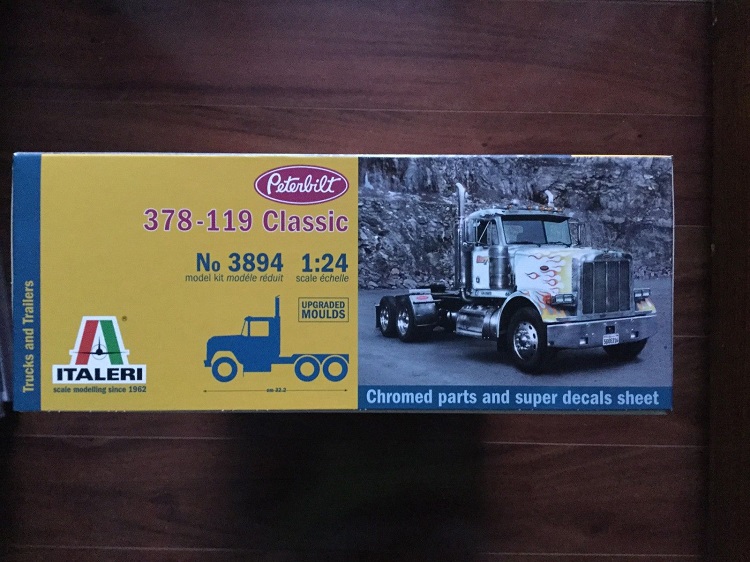 Trucks and Trailers
Peterbilt
378-119 Classic
No 3894 1:24
model kit modèle réduit scale échelle
UPGRADED
MOULDS
ITALERI
®
scale modelling since 1962
Chromed parts and super decals sheet